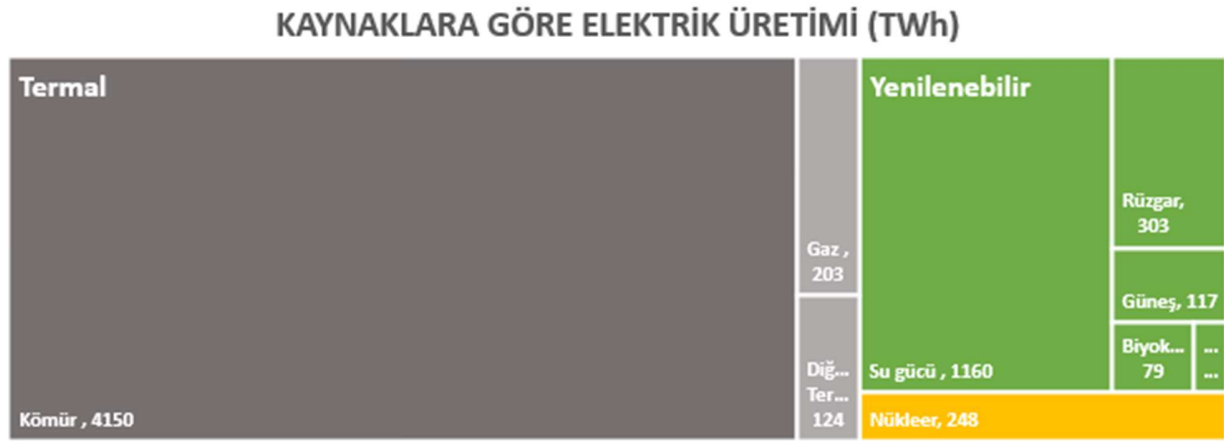 KAYNAKLARA GÖRE ELEKTRİK ÜRETİMİ (TWh)
Termal
Kömür , 4150
Gaz ,
203
Diğ...
Ter...
124
Yenilenebilir
Su gücü , 1160
Rüzgar,
303
Güneş, 117
Biyok...
79
...
...
Nükleer, 248